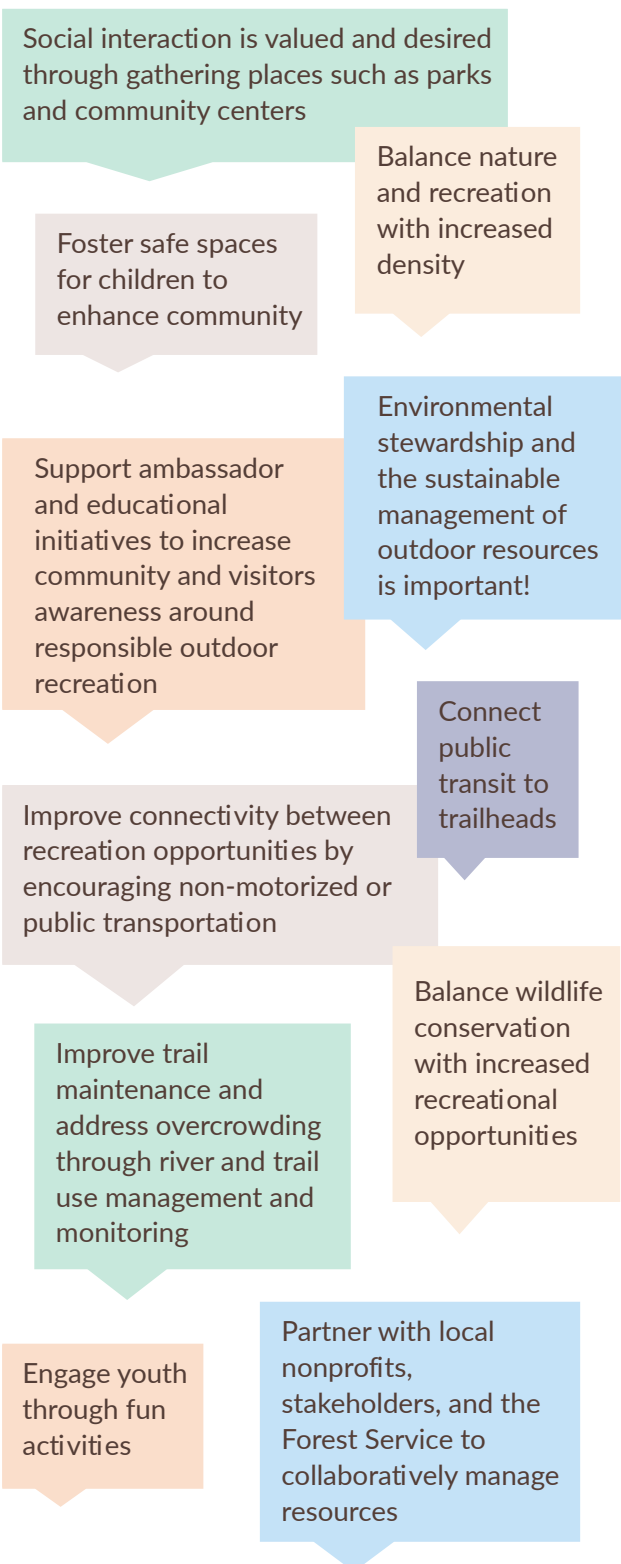 Social interaction is valued and desired
through gathering places such as parks
and community centers
Balance nature
and recreation
with increased
density
Foster safe spaces
for children to
enhance community
Environmental
stewardship and
the sustainable
management of
outdoor resources
is important!
Support ambassador
and educational
initiatives to increase
community and visitors
awareness around
responsible outdoor
recreation
Connect
public
transit to
trailheads
Improve connectivity between
recreation opportunities by
encouraging non-motorized or
public transportation
Balance wildlife
conservation
with increased
recreational
opportunities
Improve trail
maintenance and
address overcrowding
through river and trail
use management and
monitoring
Partner with local
nonprofits,
stakeholders, and the
Forest Service to
collaboratively manage
resources
Engage youth
through fun
activities